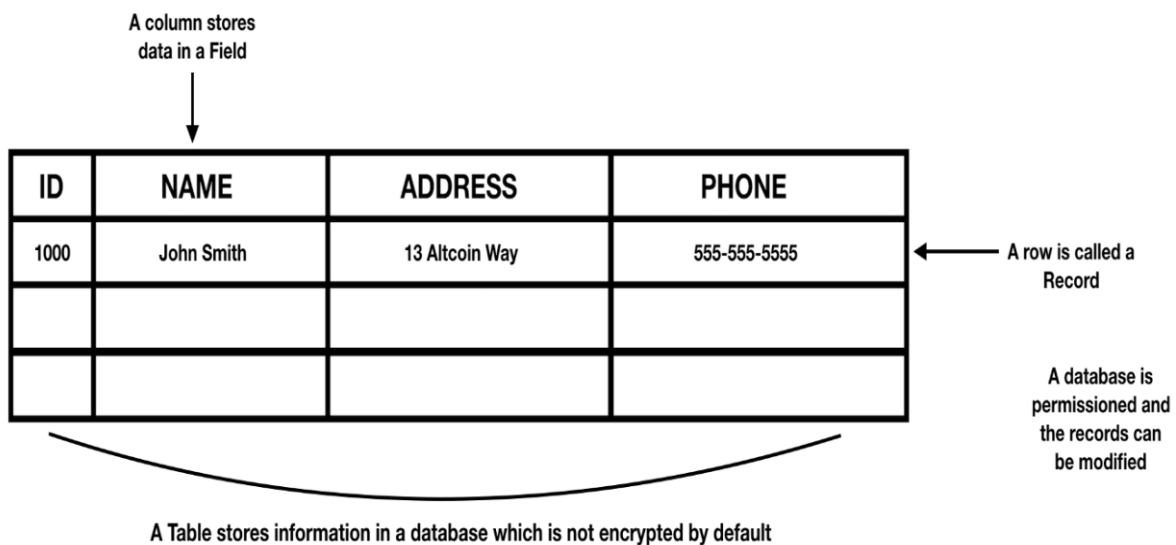 A column stores
data in a Field
ID NAME ADDRESS PHONE
1000 John Smith 13 Altcoin Way 555-555-5555
A row is called a
Record
A database is
permissioned and
the records can
be modified
A Table stores information in a database which is not encrypted by default